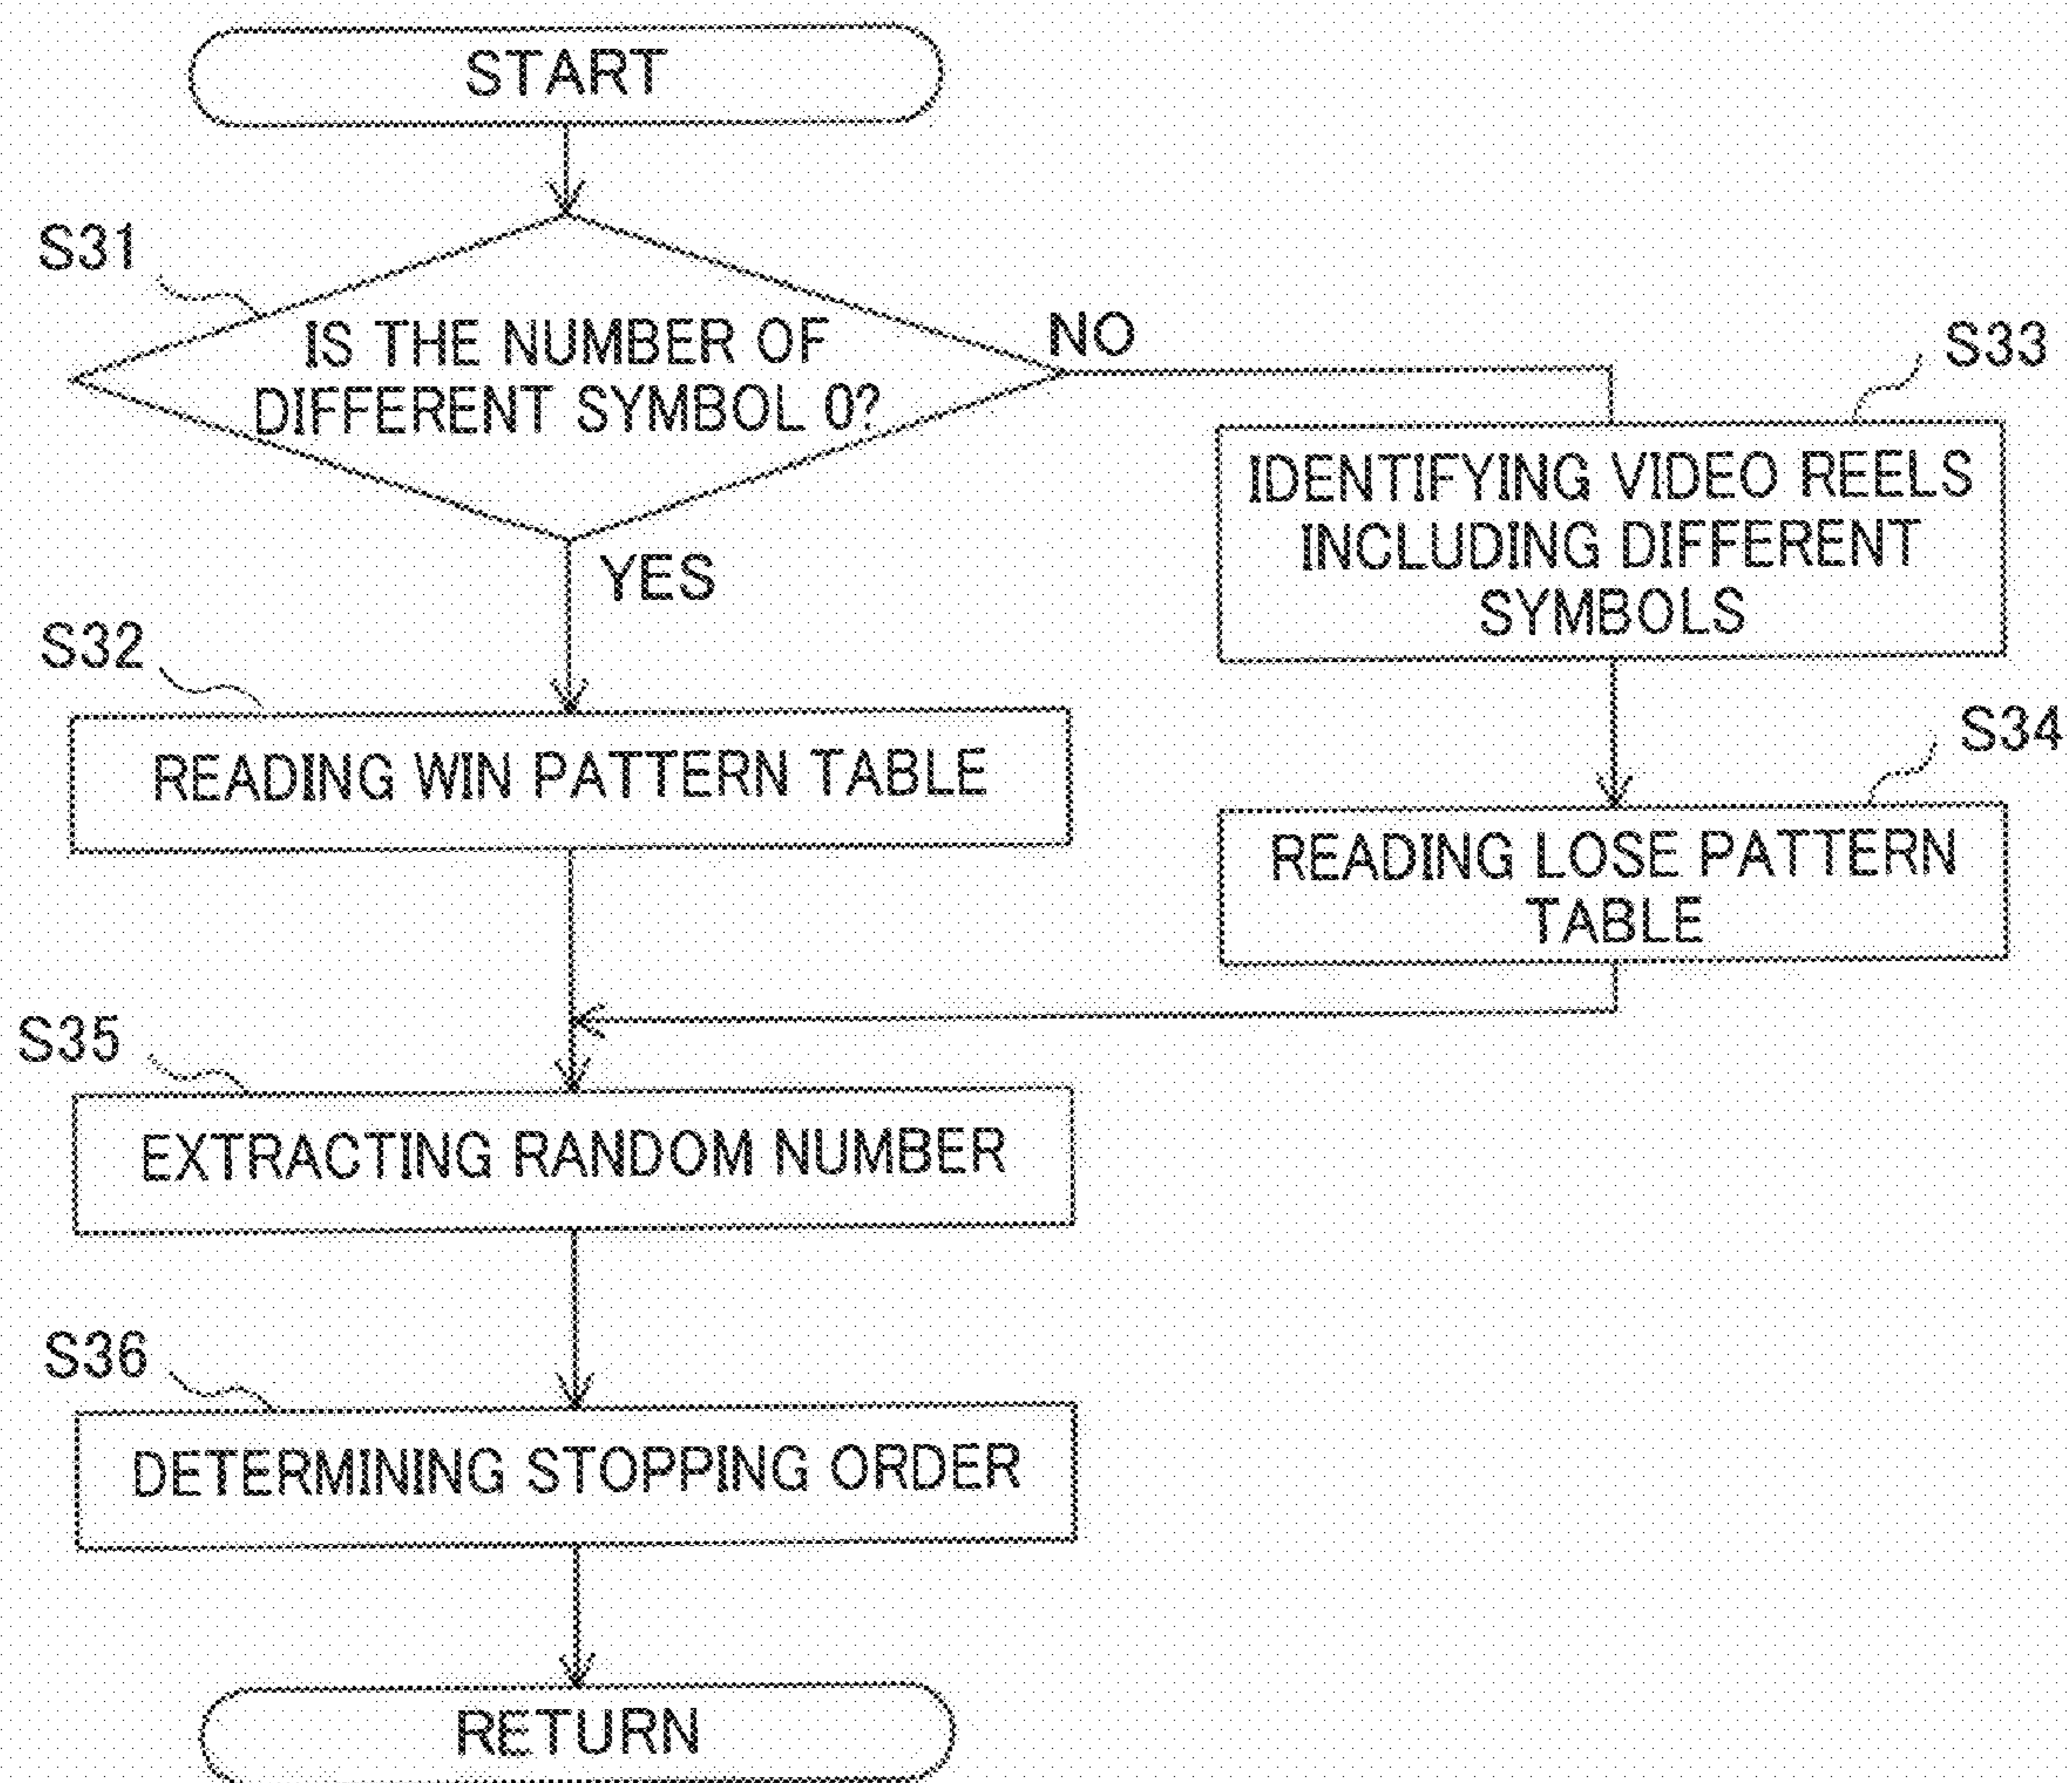 START
S31
IS THE NUMBER OF
DIFFERENT SYMBOL 0?
NO
YES
S33
IDENTIFYING VIDEO REELS
INCLUDING DIFFERENT
SYMBOLS
S32
READING WIN PATTERN TABLE
S34
READING LOSE PATTERN
TABLE
S35
EXTRACTING RANDOM NUMBER
S36
DETERMINING STOPPING ORDER
RETURN